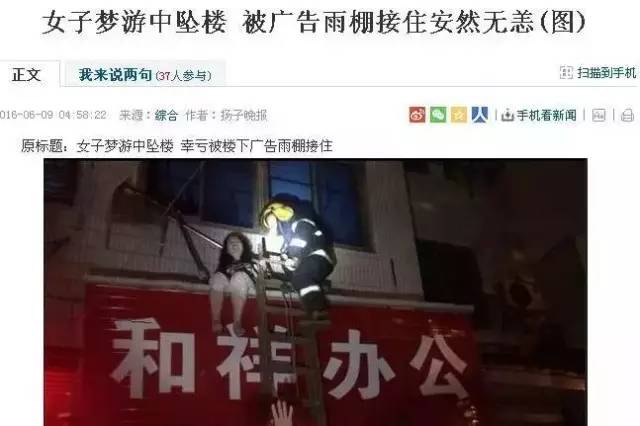 女子梦游中坠楼 被广告雨棚接住安然无恙(图)
正文 我来说两句(37人参与) 扫描到手机
016-06-09 04:58:22 来源：綜合 作者：扬子晚报 手机看新闻
原标题：女子梦游中坠楼 幸亏被楼下广告雨棚接住
和祥办公